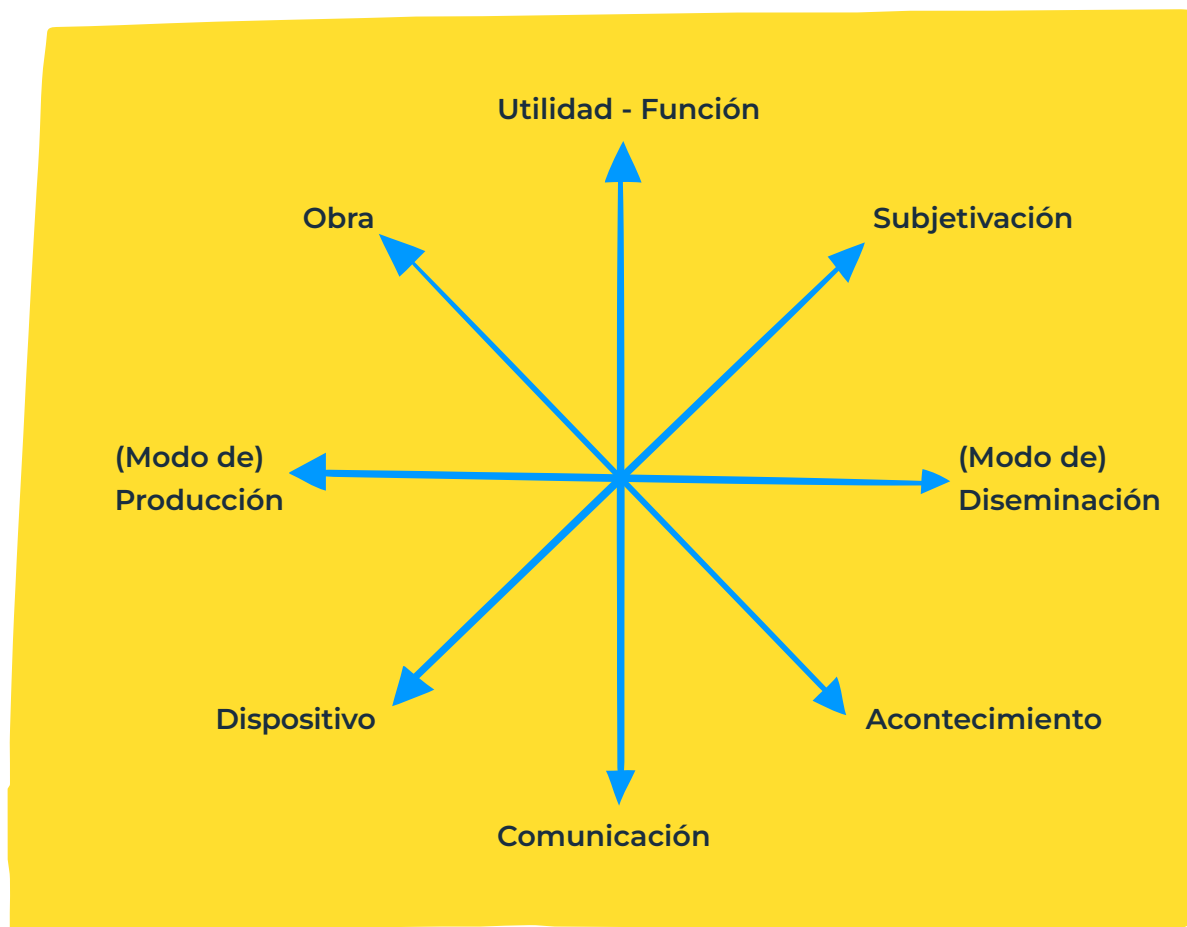 Utilidad - Función
Obra
Subjetivación
(Modo de)
Producción
(Modo de)
Diseminación
Dispositivo
Acontecimiento
Comunicación